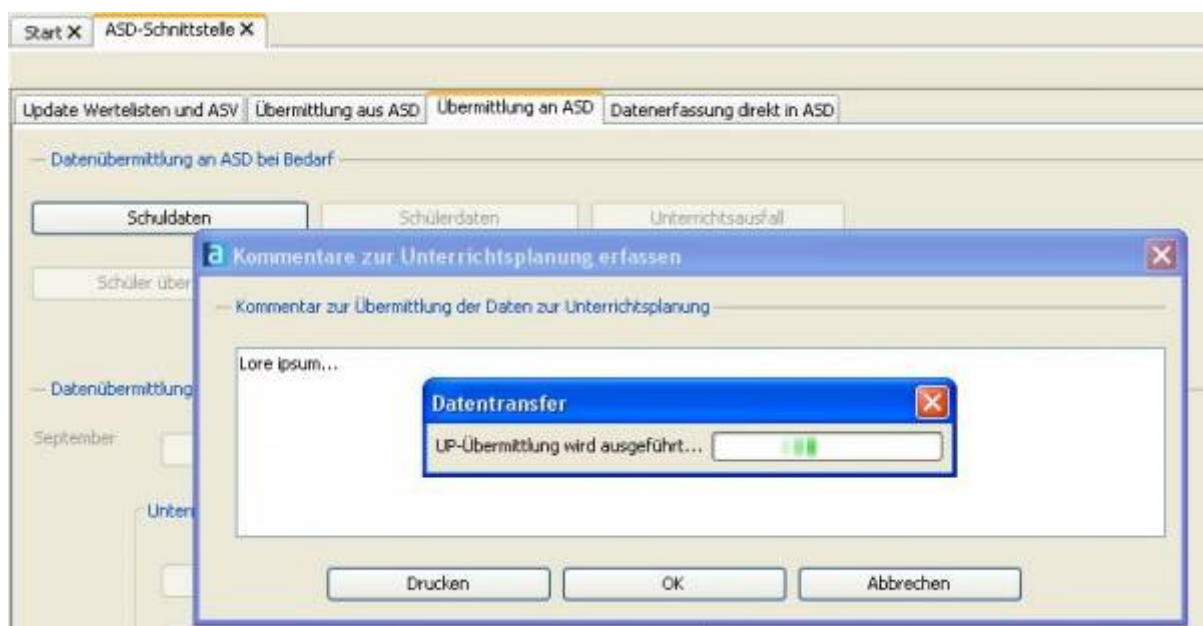 Start X ASD-Schnittstelle X
Update Wertelisten und ASV Übermittlung aus ASD Übermittlung an ASD Datenerfassung direkt in ASD
Datenübermittlung an ASD bei Bedarf
Schuldaten Schülerdaten Unterrichtsausfall
a Kommentare zur Unterrichtsplanung erfassen
Schüler über
Kommentar zur Übermittlung der Daten zur Unterrichtsplanung
Lore ipsum...
Datenübermittlung
Datentransfer
September
UP-Übermittlung wird ausgeführt...
Unterr
Drucken OK Abbrechen